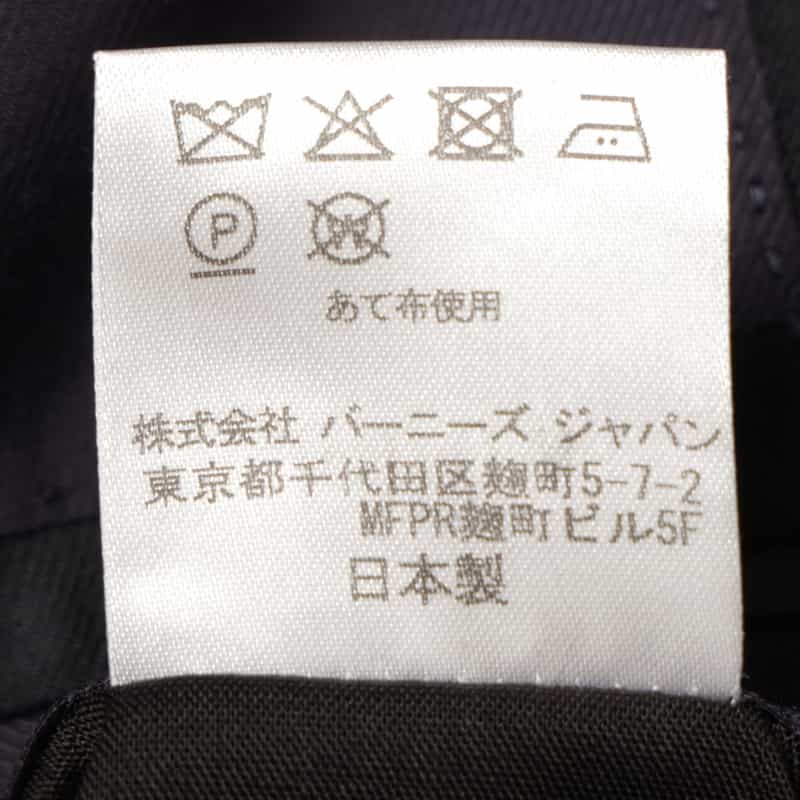 P W
あて布使用
株式会社 バーニーズ ジャパン
東京都千代田区麹町5-7-2
MFPR麹町ビル5F
日本製